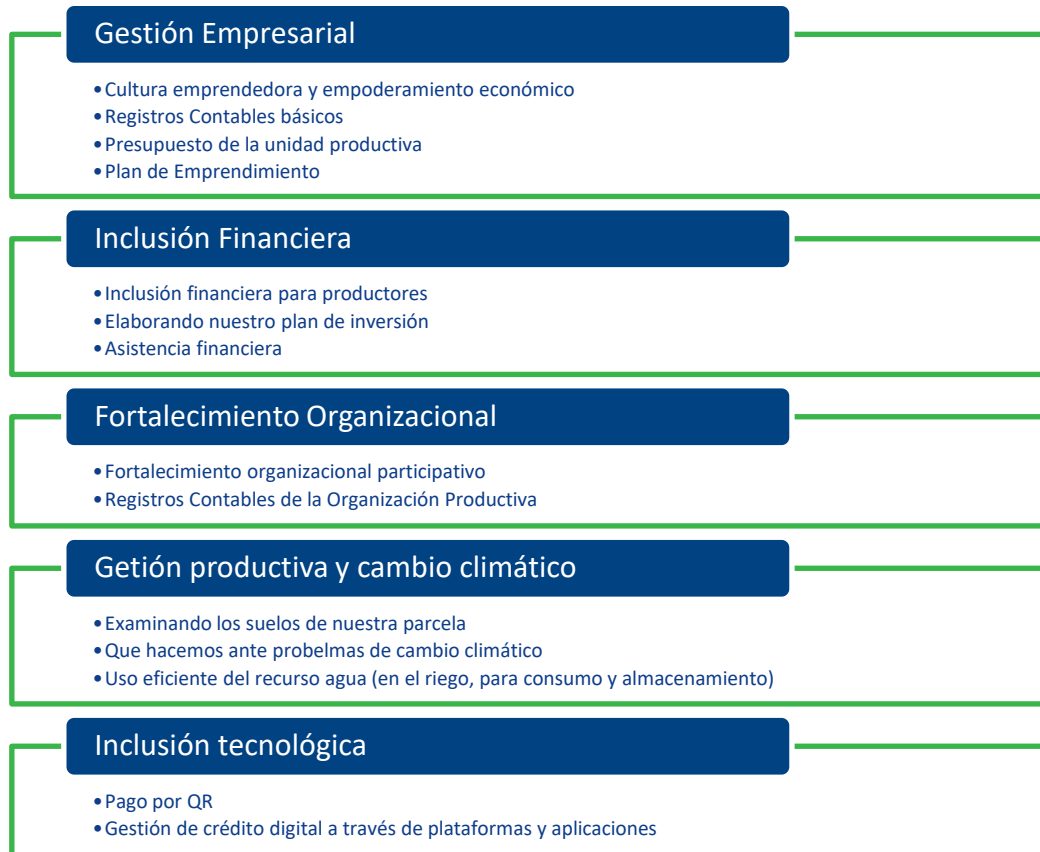 Gestión Empresarial
•Cultura emprendedora y empoderamiento económico
•Registros Contables básicos
•Presupuesto de la unidad productiva
•Plan de Emprendimiento
Inclusión Financiera
•Inclusión financiera para productores
•Elaborando nuestro plan de inversión
•Asistencia financiera
Fortalecimiento Organizacional
•Fortalecimiento organizacional participativo
•Registros Contables de la Organización Productiva
Getión productiva y cambio climático
•Examinando los suelos de nuestra parcela
•Que hacemos ante probelmas de cambio climático
•Uso eficiente del recurso agua (en el riego, para consumo y almacenamiento)
Inclusión tecnológica
•Pago por QR
•Gestión de crédito digital a través de plataformas y aplicaciones